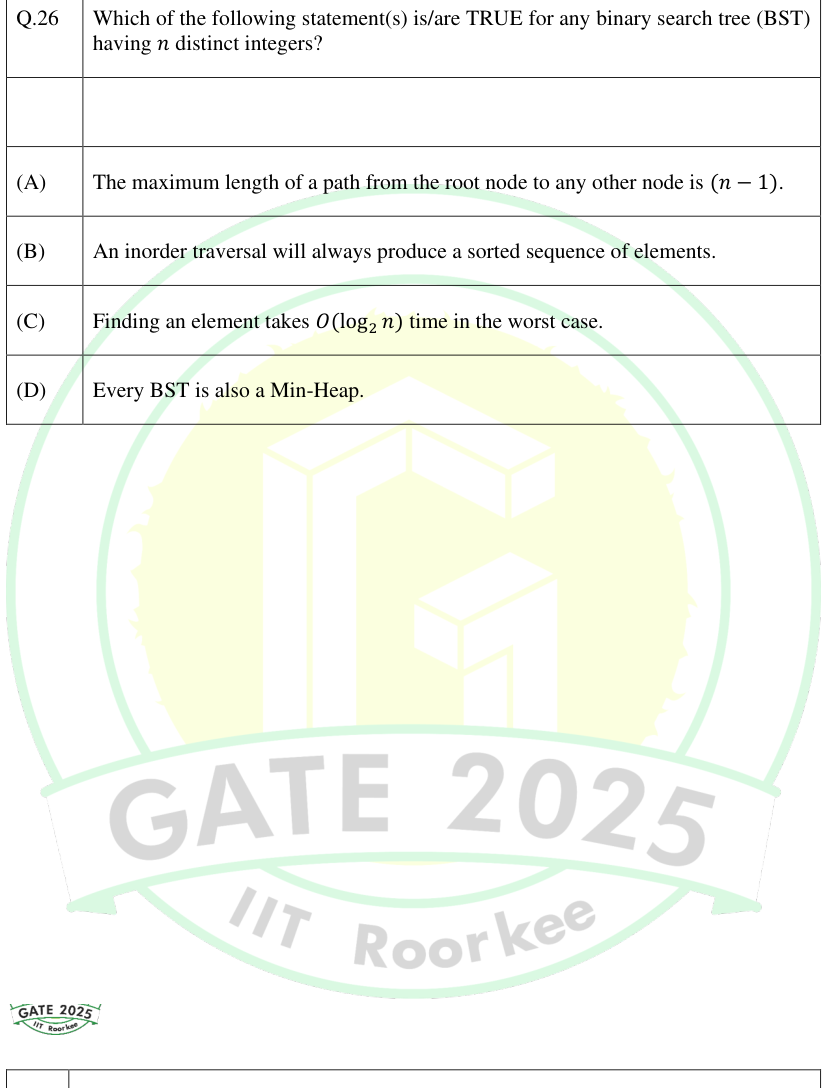 Q.26 Which of the following statement(s) is/are TRUE for any binary search tree (BST)
having n distinct integers?
(A) The maximum length of a path from the root node to any other node is (n − 1).
(B) An inorder traversal will always produce a sorted sequence of elements.
(C) Finding an element takes O(log₂ n) time in the worst case.
(D) Every BST is also a Min-Heap.
GATE 2025
IIT Roorkee
GATE 2025
IIT Roorkee